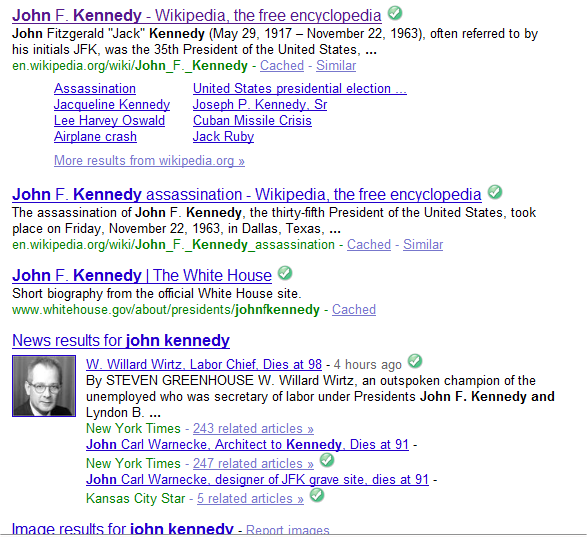 John F. Kennedy - Wikipedia, the free encyclopedia
John Fitzgerald "Jack" Kennedy (May 29, 1917 – November 22, 1963), often referred to by
his initials JFK, was the 35th President of the United States, ...
en.wikipedia.org/wiki/John_F._Kennedy - Cached - Similar
Assassination United States presidential election ...
Jacqueline Kennedy Joseph P. Kennedy, Sr
Lee Harvey Oswald Cuban Missile Crisis
Airplane crash Jack Ruby
More results from wikipedia.org »
John F. Kennedy assassination - Wikipedia, the free encyclopedia
The assassination of John F. Kennedy, the thirty-fifth President of the United States, took
place on Friday, November 22, 1963, in Dallas, Texas, ...
en.wikipedia.org/wiki/John_F._Kennedy_assassination - Cached - Similar
John F. Kennedy | The White House
Short biography from the official White House site.
www.whitehouse.gov/about/presidents/johnfkennedy - Cached
News results for john kennedy
W. Willard Wirtz, Labor Chief, Dies at 98 - 4 hours ago
By STEVEN GREENHOUSE W. Willard Wirtz, an outspoken champion of the
unemployed who was secretary of labor under Presidents John F. Kennedy and
Lyndon B. ...
New York Times - 243 related articles »
John Carl Warnecke, Architect to Kennedy, Dies at 91 -
New York Times - 247 related articles »
John Carl Warnecke, designer of JFK grave site, dies at 91 -
Kansas City Star - 5 related articles »
Image results for john kennedy - Report images